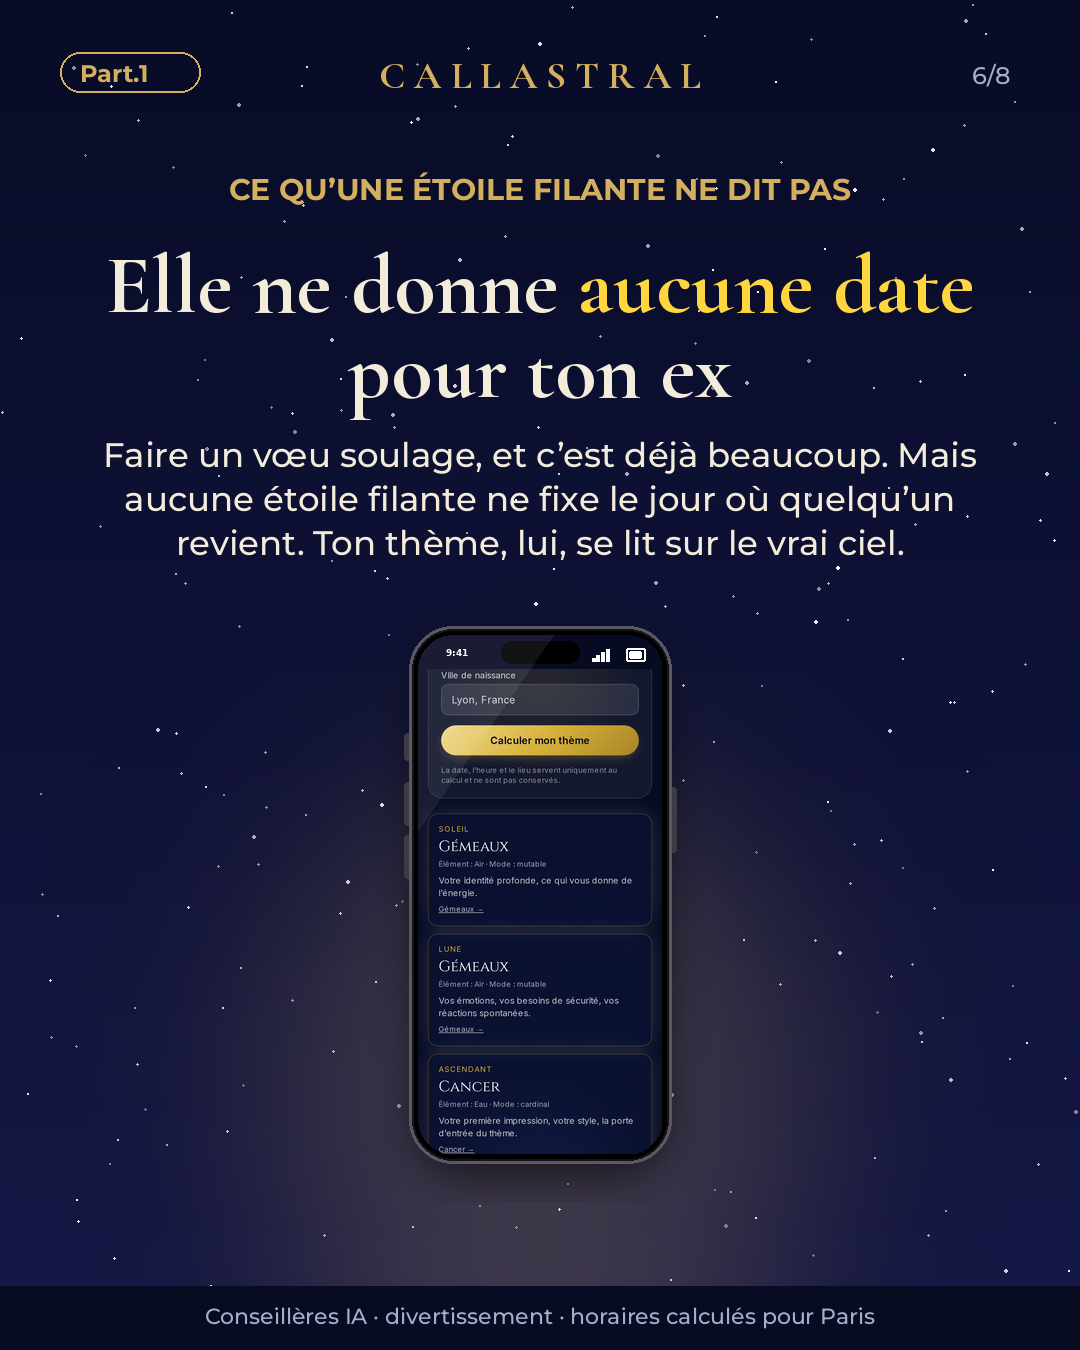 Part.1
CALLASTRAL
6/8
CE QU’UNE ÉTOILE FILANTE NE DIT PAS
Elle ne donne aucune date
pour ton ex
Faire un vœu soulage, et c’est déjà beaucoup. Mais
aucune étoile filante ne fixe le jour où quelqu’un
revient. Ton thème, lui, se lit sur le vrai ciel.
9:41
Ville de naissance
Lyon, France
Calculer mon thème
La date, l’heure et le lieu servent uniquement au
calcul et ne sont pas conservés.
SOLEIL
GÉMEAUX
Élément : Air · Mode : mutable
Votre identité profonde, ce qui vous donne de
l’énergie.
Gémeaux →
LUNE
GÉMEAUX
Élément : Air · Mode : mutable
Vos émotions, vos besoins de sécurité, vos
réactions spontanées.
Gémeaux →
ASCENDANT
CANCER
Élément : Eau · Mode : cardinal
Votre première impression, votre style, la porte
d’entrée du thème.
Cancer →
Conseillères IA · divertissement · horaires calculés pour Paris